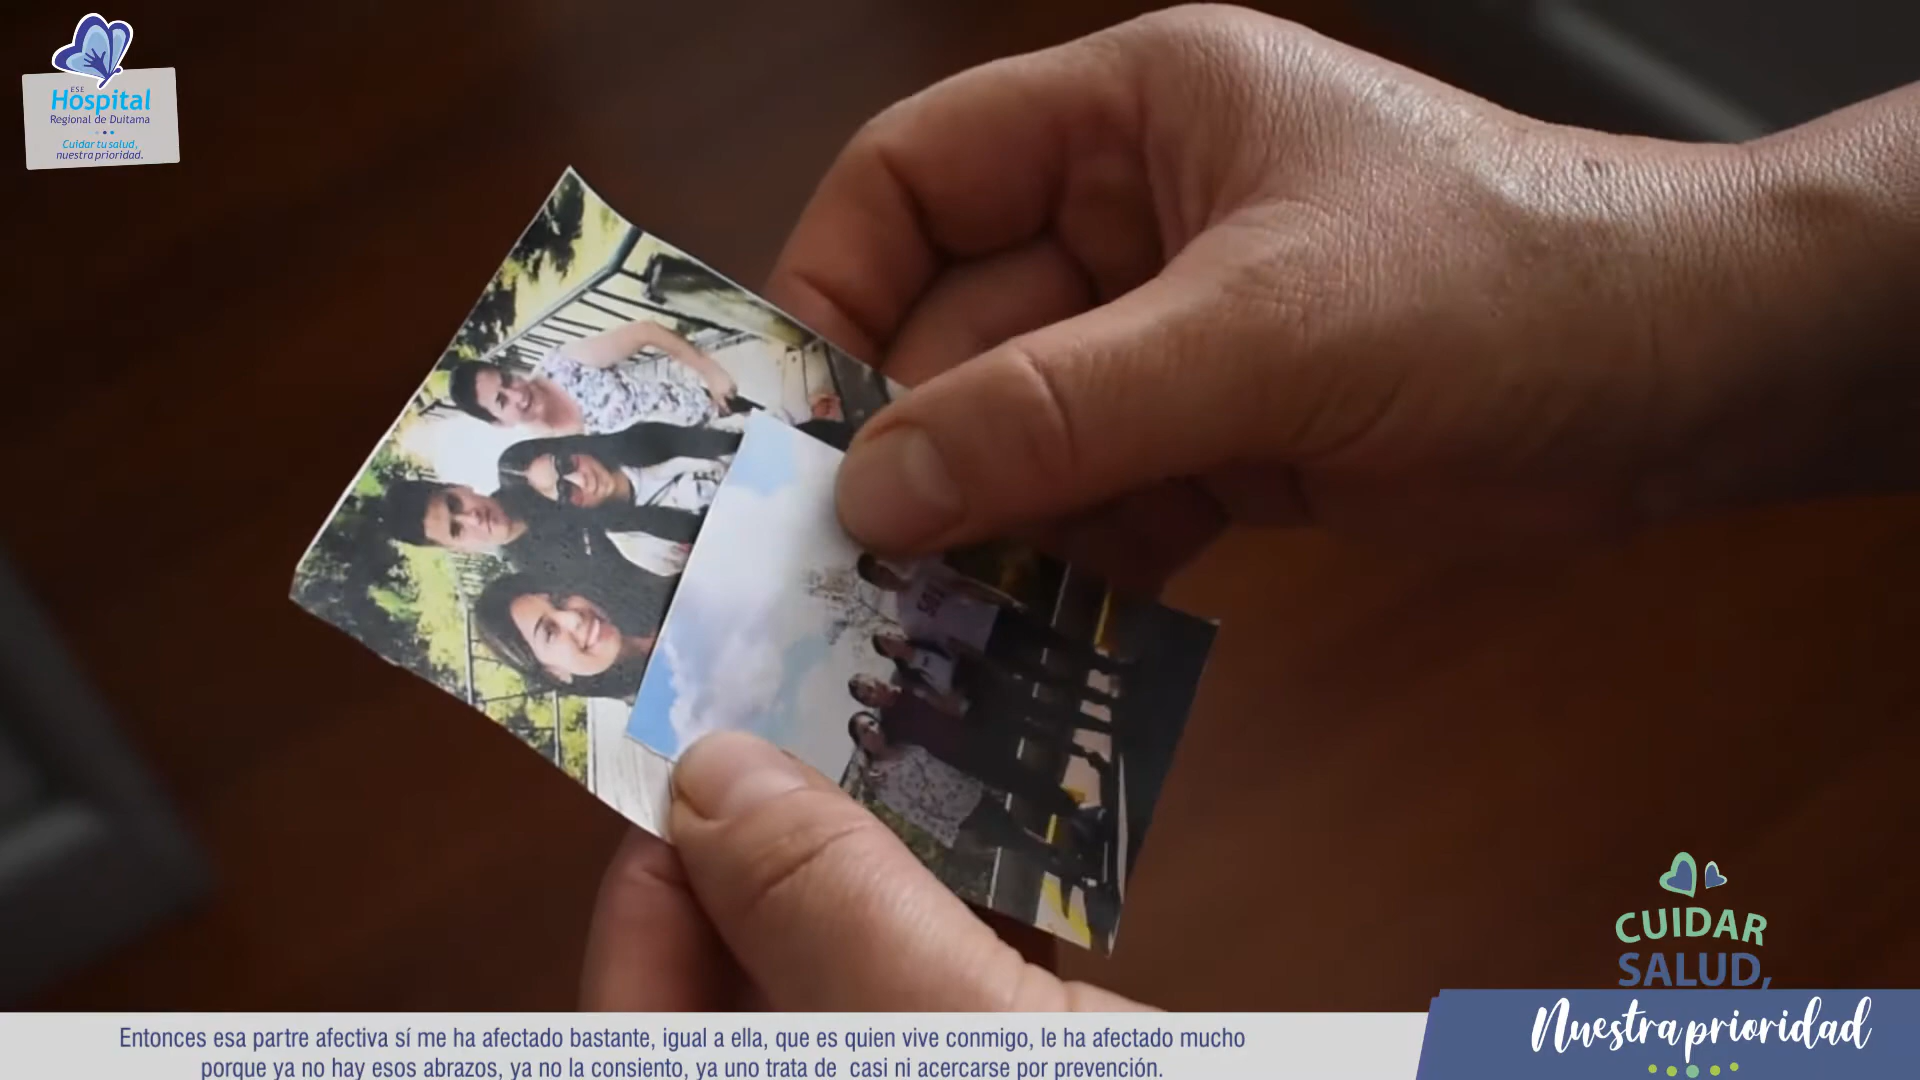 ESE
Hospital
Regional de Duitama
Cuidar tu salud,
nuestra prioridad.
CUIDAR
SALUD,
Nuestra prioridad
Entonces esa partre afectiva sí me ha afectado bastante, igual a ella, que es quien vive conmigo, le ha afectado mucho
porque ya no hay esos abrazos, ya no la consiento, ya uno trata de casi ni acercarse por prevención.